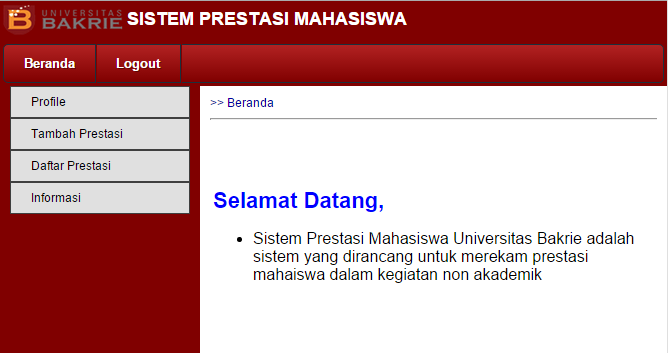 UNIVERSITAS
BAKRIE
SISTEM PRESTASI MAHASISWA
Beranda
Logout
Profile
Tambah Prestasi
Daftar Prestasi
Informasi
>> Beranda
Selamat Datang,
• Sistem Prestasi Mahasiswa Universitas Bakrie adalah
sistem yang dirancang untuk merekam prestasi
mahaiswa dalam kegiatan non akademik